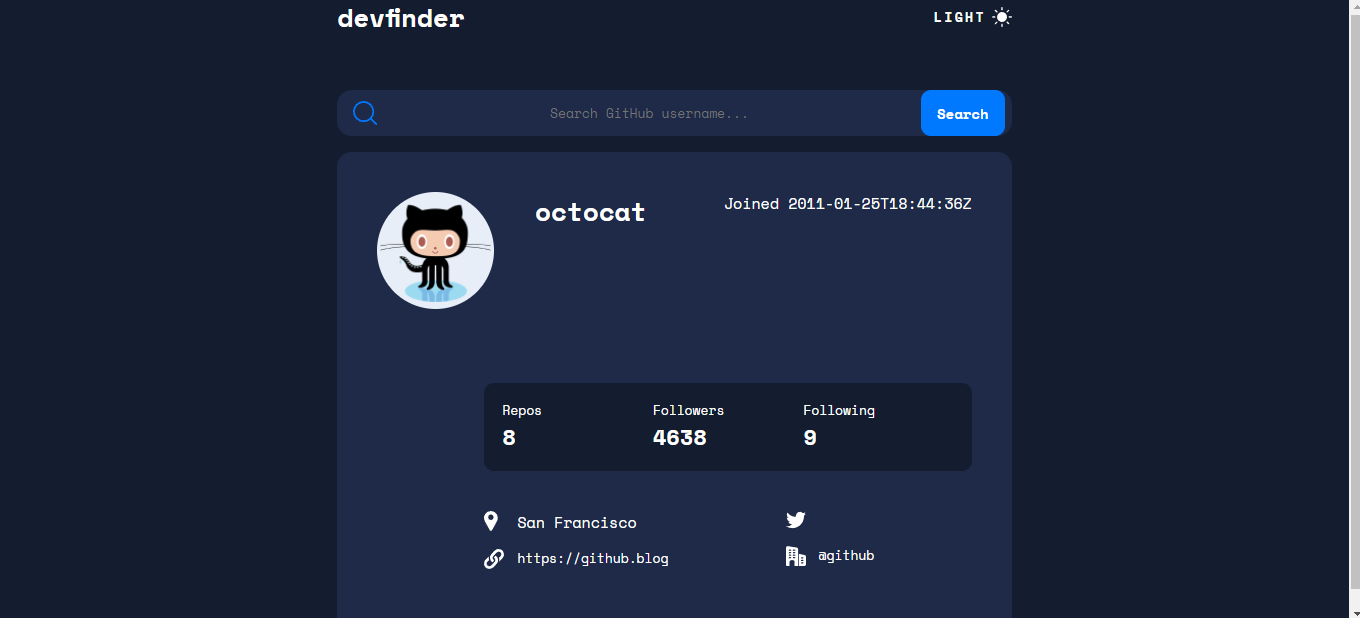 devfinder
LIGHT
Search GitHub username...
Search
octocat
Joined 2011-01-25T18:44:36Z
Repos
Followers
Following
8
4638
9
San Francisco
https://github.blog
@github